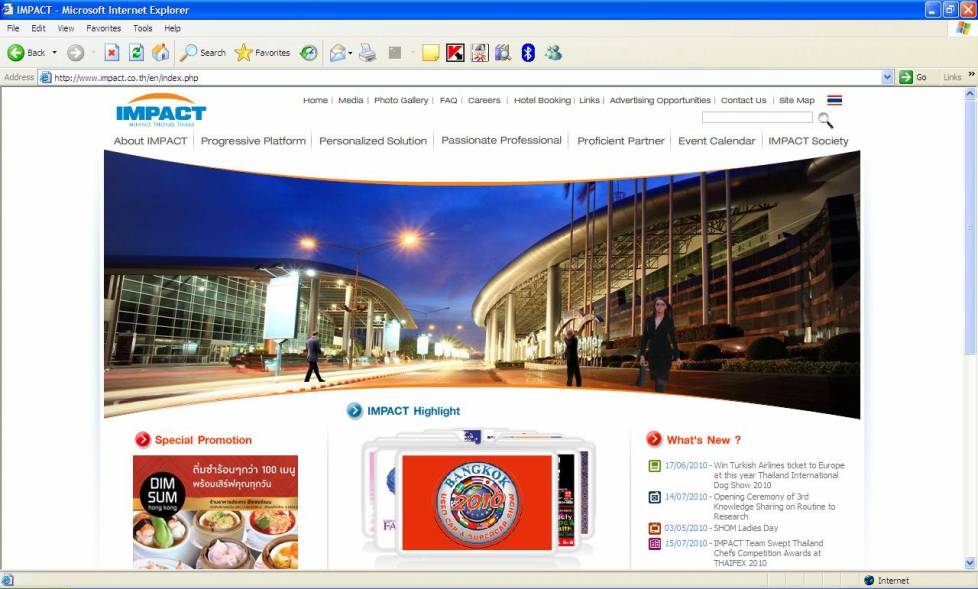 IMPACT - Microsoft Internet Explorer
File Edit View Favorites Tools Help
Back Search Favorites
Address http://www.impact.co.th/en/index.php Go Links »
IMPACT
MUANG THONG THANI
Home | Media | Photo Gallery | FAQ | Careers | Hotel Booking | Links | Advertising Opportunities | Contact Us | Site Map
About IMPACT | Progressive Platform | Personalized Solution | Passionate Professional | Proficient Partner | Event Calendar | IMPACT Society
IMPACT Highlight
Special Promotion
ติ่มซำร้อนๆกว่า 100 เมนู
พร้อมเสิร์ฟคุณทุกวัน
DIM
SUM
hong kong
BANGKOK
2010
USED CAR & SUPERCAR SHOW
What's New ?
17/06/2010 - Win Turkish Airlines ticket to Europe
at this year Thailand International
Dog Show 2010
14/07/2010 - Opening Ceremony of 3rd
Knowledge Sharing on Routine to
Research
03/05/2010 - SHOM Ladies Day
15/07/2010 - IMPACT Team Swept Thailand
Chefs Competition Awards at
THAIFEX 2010
Internet